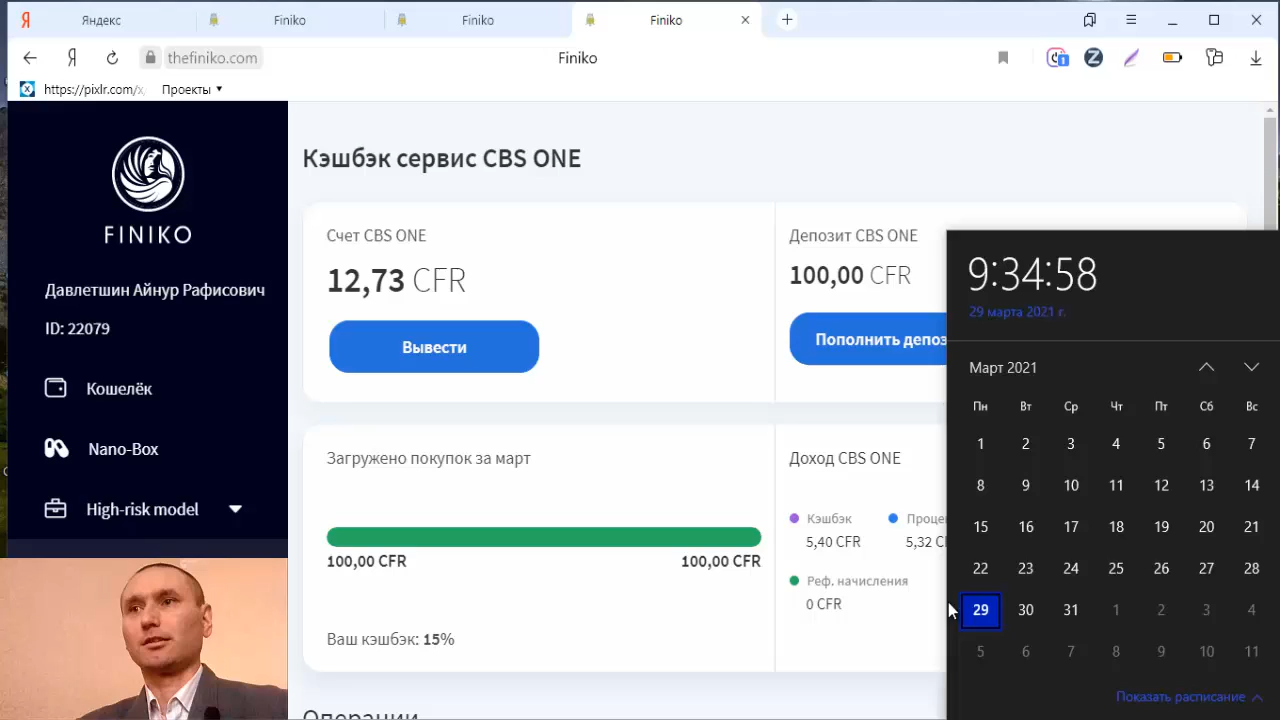 Яндекс
Finiko
Finiko
Finiko
thefiniko.com
Finiko
https://pixlr.com/x
Проекты
FINIKO
Давлетшин Айнур Рафисович
ID: 22079
Кошелёк
Nano-Box
High-risk model
Кэшбэк сервис CBS ONE
Счет CBS ONE
12,73 CFR
Вывести
Депозит CBS ONE
100,00 CFR
Пополнить депоз
Загружено покупок за март
100,00 CFR 100,00 CFR
Ваш кэшбэк: 15%
Доход CBS ONE
Кэшбэк Процен
5,40 CFR 5,32 CF
Реф. начисления
0 CFR
Операции
9:34:58
29 марта 2021 г.
Март 2021
Пн Вт Ср Чт Пт Сб Вс
1 2 3 4 5 6 7
8 9 10 11 12 13 14
15 16 17 18 19 20 21
22 23 24 25 26 27 28
29 30 31 1 2 3 4
5 6 7 8 9 10 11
Показать расписание